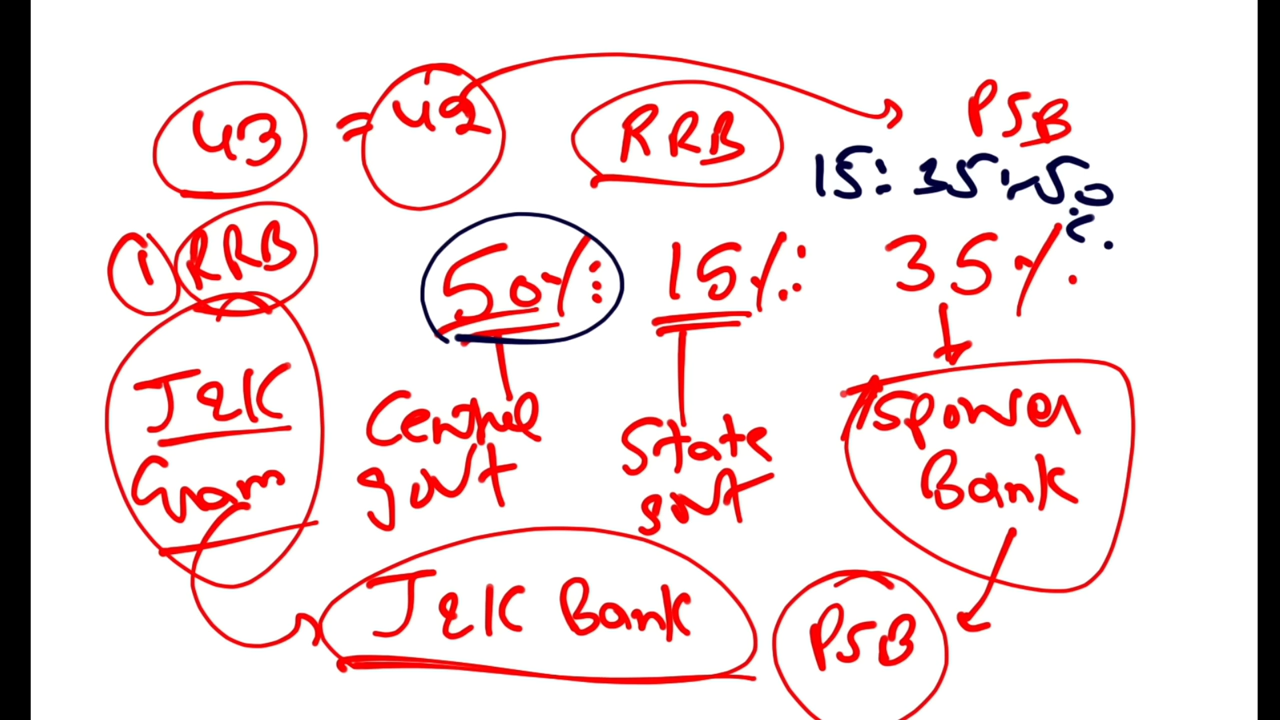 43 = 42 RRB PSB
15:35:50
1 RRB 50% : 15% : 35%.
J&K Gram
Central govt
State govt
Sponser Bank
J&K Bank
PSB